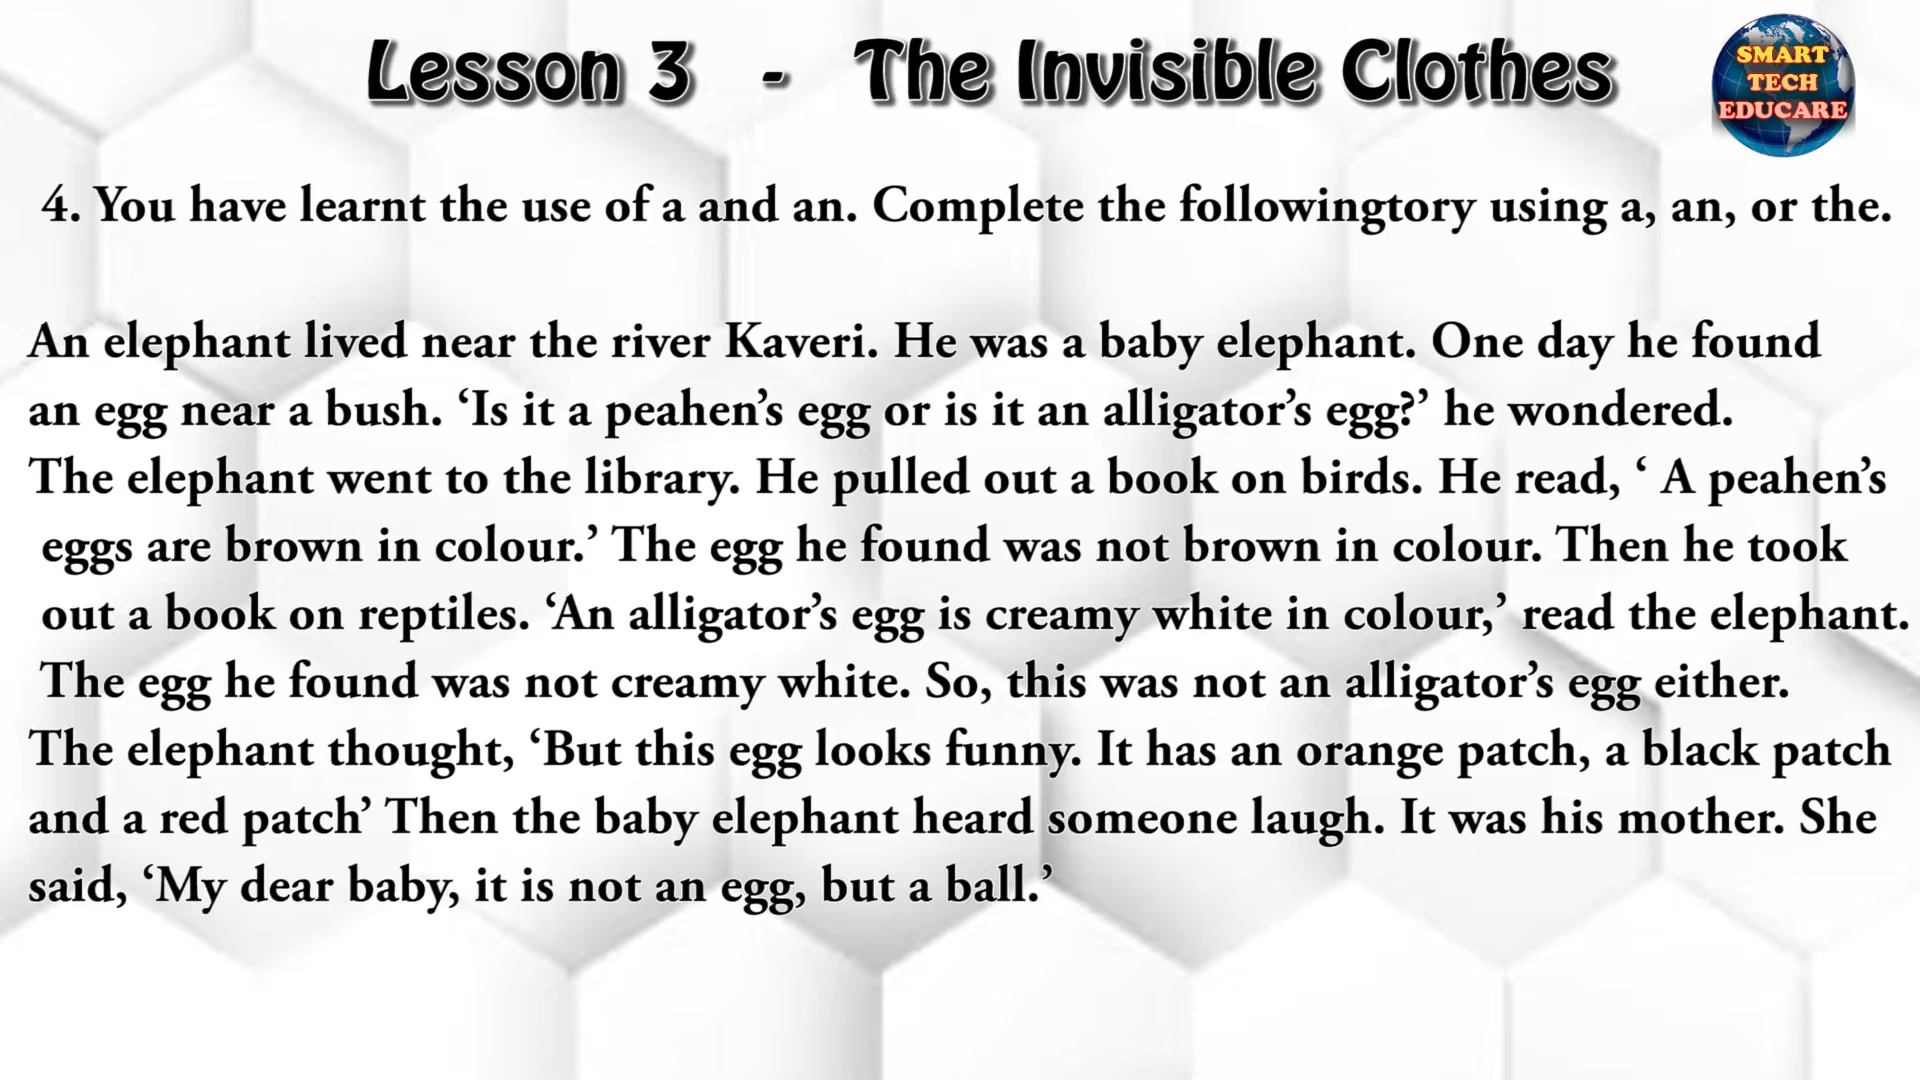 Lesson 3 - The Invisible Clothes
SMART
TECH
EDUCARE
4. You have learnt the use of a and an. Complete the followingtory using a, an, or the.
An elephant lived near the river Kaveri. He was a baby elephant. One day he found
an egg near a bush. ‘Is it a peahen’s egg or is it an alligator’s egg?’ he wondered.
The elephant went to the library. He pulled out a book on birds. He read, ‘ A peahen’s
eggs are brown in colour.’ The egg he found was not brown in colour. Then he took
out a book on reptiles. ‘An alligator’s egg is creamy white in colour,’ read the elephant.
The egg he found was not creamy white. So, this was not an alligator’s egg either.
The elephant thought, ‘But this egg looks funny. It has an orange patch, a black patch
and a red patch’ Then the baby elephant heard someone laugh. It was his mother. She
said, ‘My dear baby, it is not an egg, but a ball.’